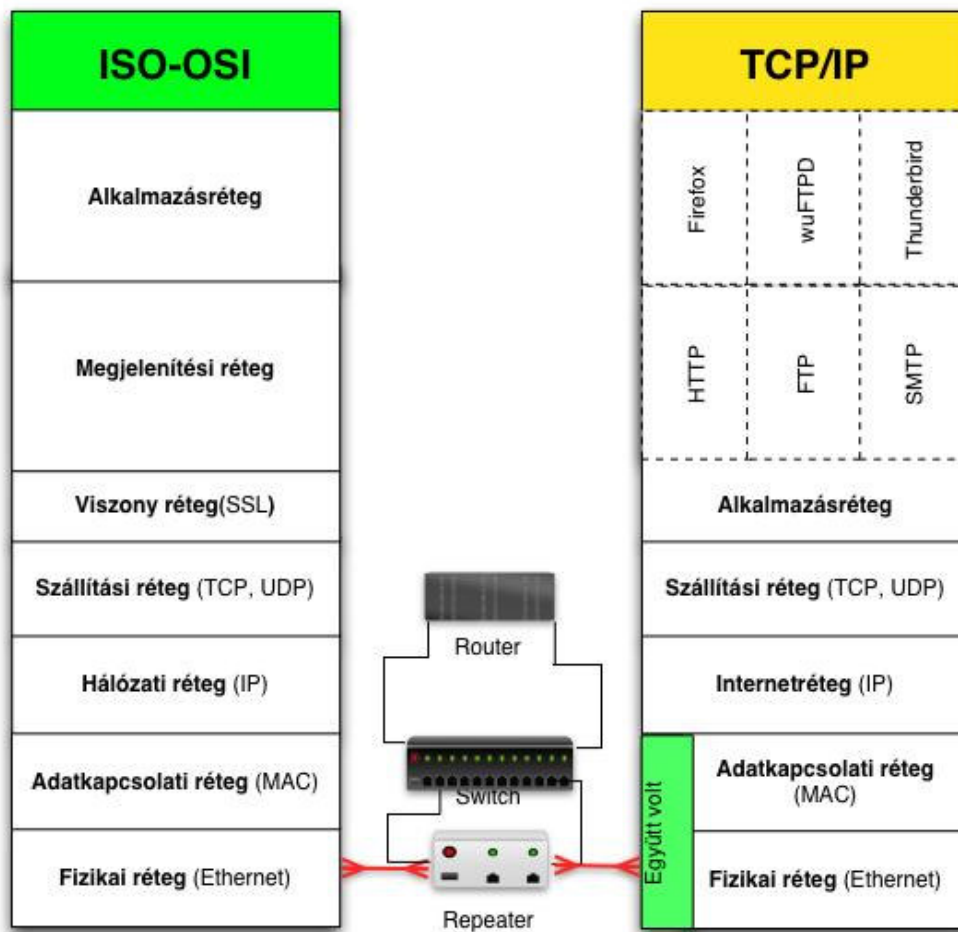 ISO-OSI
Alkalmazásréteg
Megjelenítési réteg
Viszony réteg(SSL)
Szállítási réteg (TCP, UDP)
Hálózati réteg (IP)
Adatkapcsolati réteg (MAC)
Fizikai réteg (Ethernet)
Router
Switch
Repeater
TCP/IP
Firefox
wuFTPD
Thunderbird
HTTP
FTP
SMTP
Alkalmazásréteg
Szállítási réteg (TCP, UDP)
Internetréteg (IP)
Együtt volt
Adatkapcsolati réteg
(MAC)
Fizikai réteg (Ethernet)